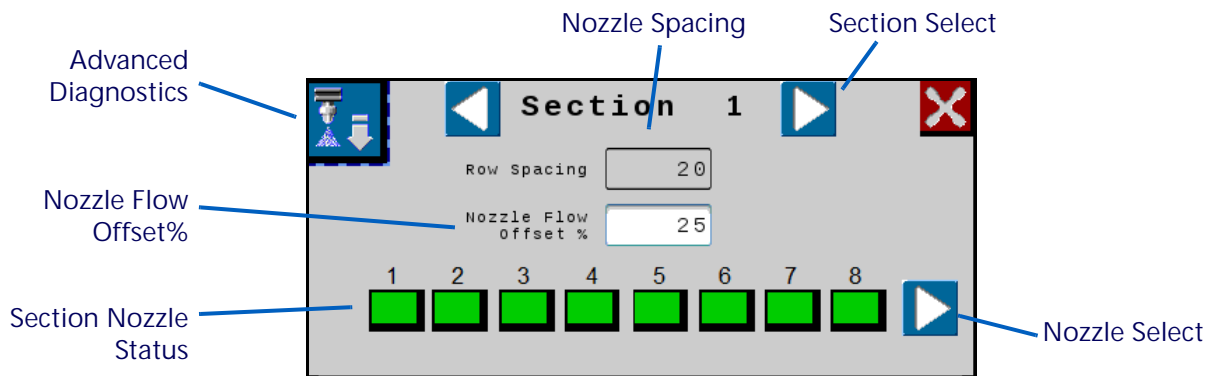 Nozzle Spacing
Section Select
Advanced
Diagnostics
Section 1
Row Spacing 20
Nozzle Flow
Offset%
Nozzle Flow
Offset % 25
1 2 3 4 5 6 7 8
Section Nozzle
Status
Nozzle Select